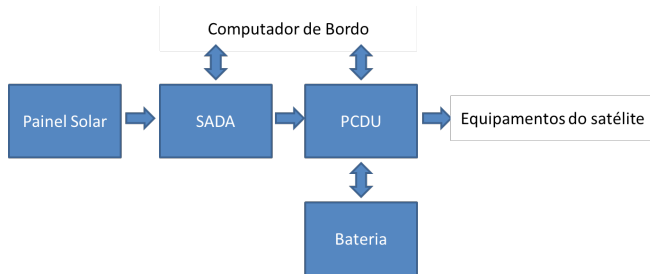 Computador de Bordo
Painel Solar
SADA
PCDU
Equipamentos do satélite
Bateria